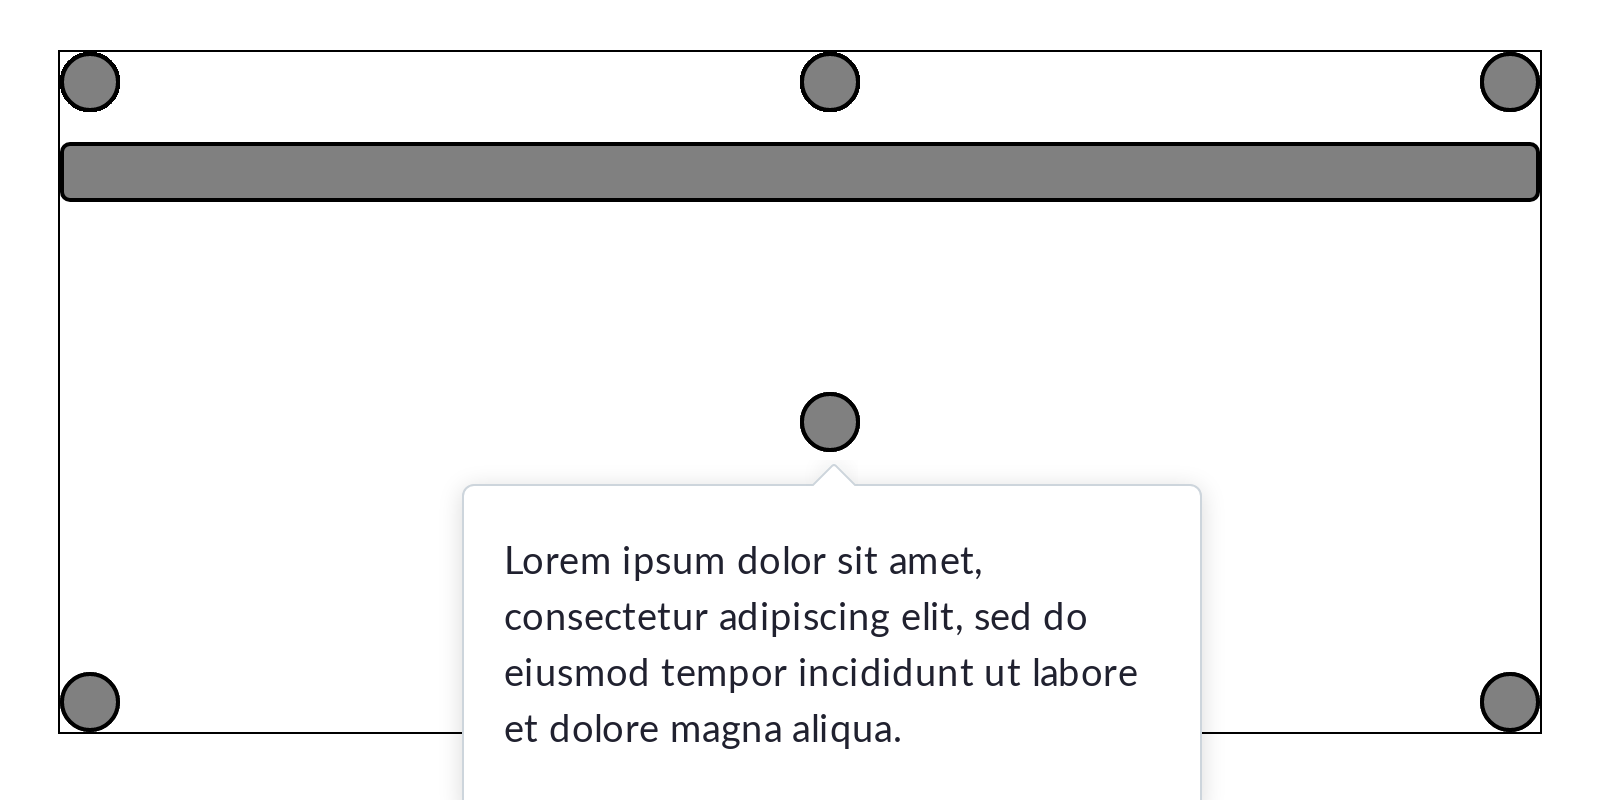 Lorem ipsum dolor sit amet,
consectetur adipiscing elit, sed do
eiusmod tempor incididunt ut labore
et dolore magna aliqua.